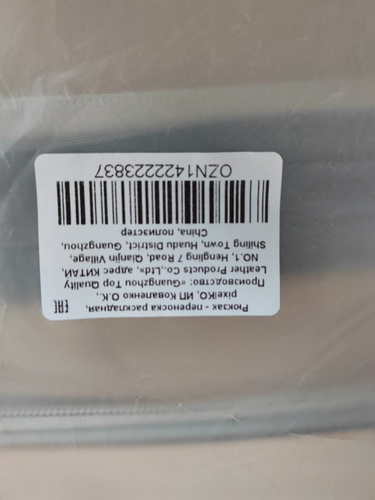 Рюкзак - переноска раскладная,
pixelKO, ИП Коваленко О.К.,
Производство: «Guangzhou Top Quality
Leather Products Co.,Ltd», адрес КИТАЙ,
NO.1, Hengling 7 Road, Qianjin Village,
Shiling Town, Huadu District, Guangzhou,
China, полиэстер
EAC
OZN1422223837